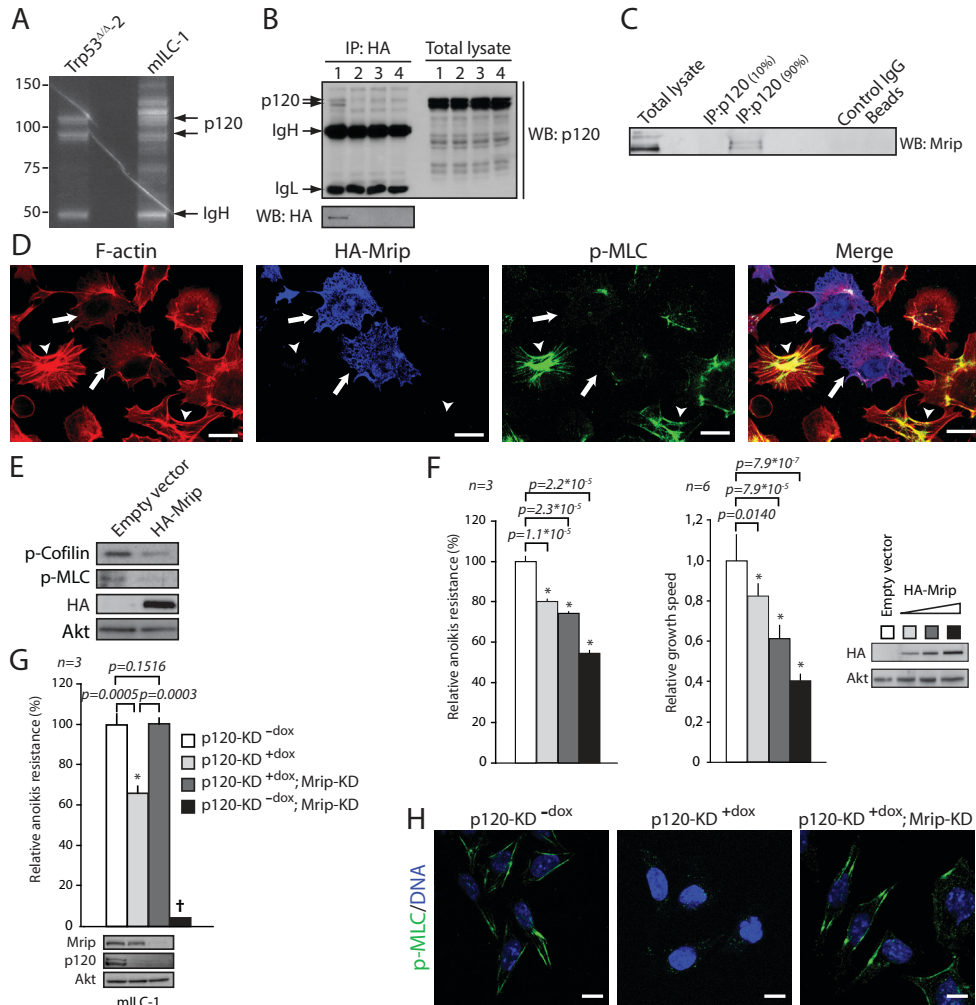 A
Trp53Δ/Δ-2
mILC-1
150
100
75
50
p120
IgH
B
IP: HA
Total lysate
1 2 3 4 1 2 3 4
p120
IgH
IgL
WB: p120
WB: HA
C
Total lysate
IP:p120 (10%)
IP:p120 (90%)
Control IgG
Beads
WB: Mrip
D
F-actin
HA-Mrip
p-MLC
Merge
E
Empty vector
HA-Mrip
p-Cofilin
p-MLC
HA
Akt
F
n=3
p=2.2*10-5
p=2.3*10-5
p=1.1*10-5
Relative anoikis resistance (%)
120
100
80
60
40
20
0
*
*
*
n=6
p=7.9*10-7
p=7.9*10-5
p=0.0140
Relative growth speed
1,2
1,0
0,8
0,6
0,4
0,2
0
*
*
*
Empty vector
HA-Mrip
HA
Akt
G
n=3
p=0.1516
p=0.0005
p=0.0003
Relative anoikis resistance (%)
120
100
80
60
40
20
0
*
†
p120-KD −dox
p120-KD +dox
p120-KD +dox; Mrip-KD
p120-KD −dox; Mrip-KD
Mrip
p120
Akt
mILC-1
H
p120-KD −dox
p120-KD +dox
p120-KD +dox; Mrip-KD
p-MLC/DNA